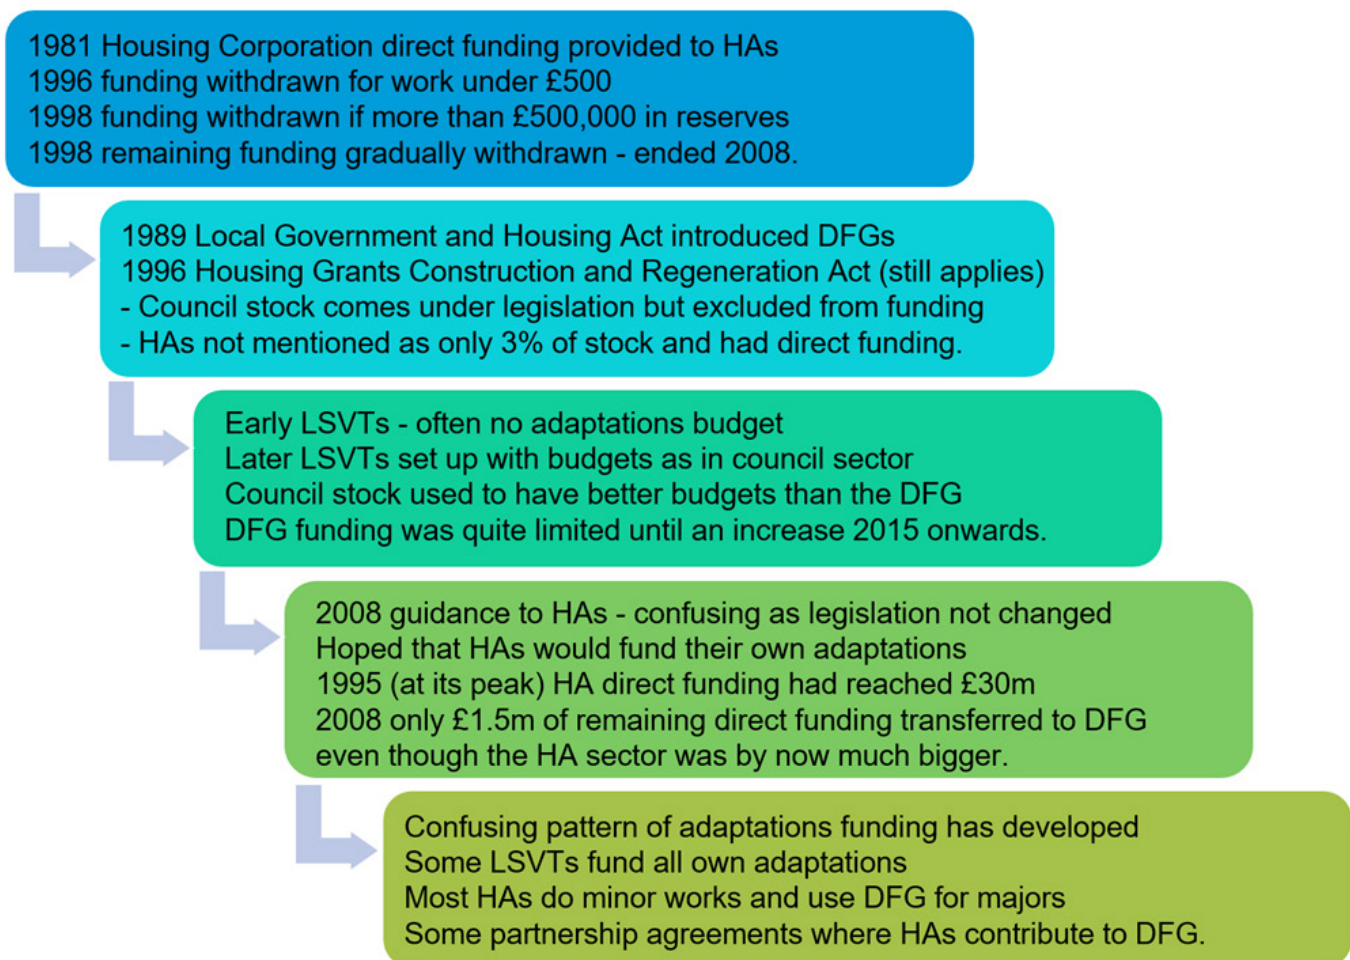 1981 Housing Corporation direct funding provided to HAs
1996 funding withdrawn for work under £500
1998 funding withdrawn if more than £500,000 in reserves
1998 remaining funding gradually withdrawn - ended 2008.
1989 Local Government and Housing Act introduced DFGs
1996 Housing Grants Construction and Regeneration Act (still applies)
- Council stock comes under legislation but excluded from funding
- HAs not mentioned as only 3% of stock and had direct funding.
Early LSVTs - often no adaptations budget
Later LSVTs set up with budgets as in council sector
Council stock used to have better budgets than the DFG
DFG funding was quite limited until an increase 2015 onwards.
2008 guidance to HAs - confusing as legislation not changed
Hoped that HAs would fund their own adaptations
1995 (at its peak) HA direct funding had reached £30m
2008 only £1.5m of remaining direct funding transferred to DFG
even though the HA sector was by now much bigger.
Confusing pattern of adaptations funding has developed
Some LSVTs fund all own adaptations
Most HAs do minor works and use DFG for majors
Some partnership agreements where HAs contribute to DFG.